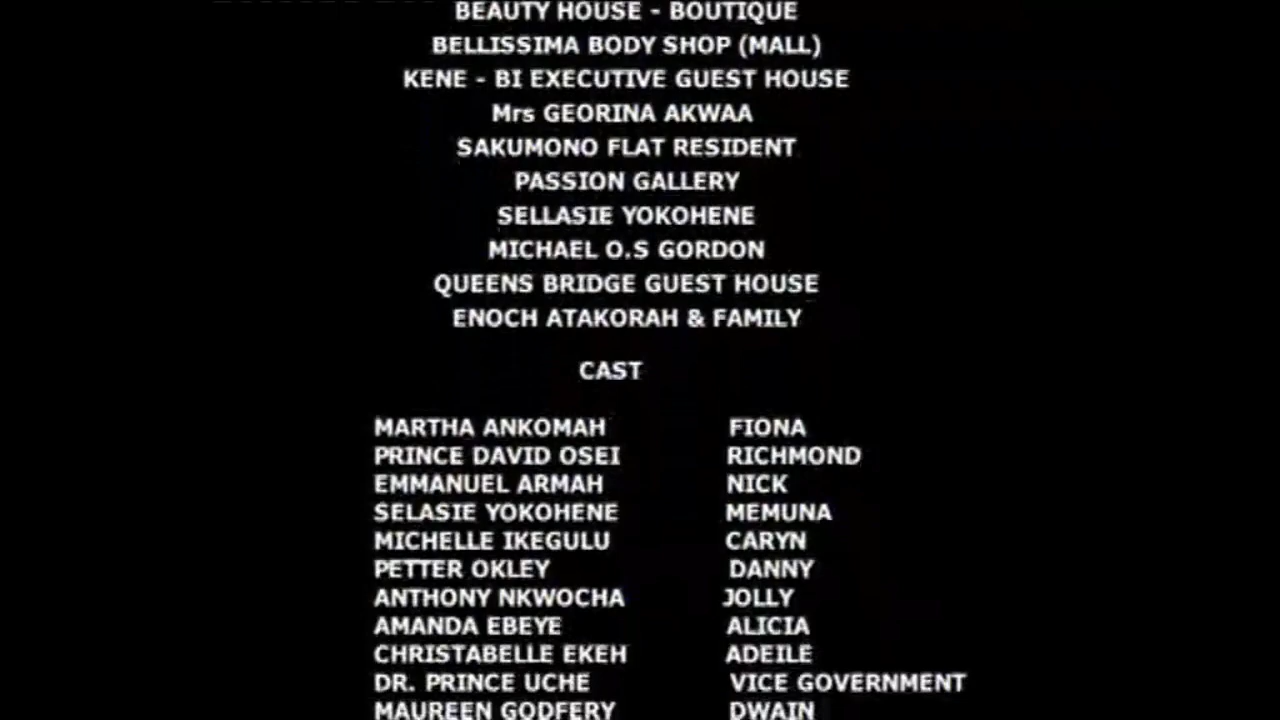 BEAUTY HOUSE - BOUTIQUE
BELLISSIMA BODY SHOP (MALL)
KENE - BI EXECUTIVE GUEST HOUSE
Mrs GEORINA AKWAA
SAKUMONO FLAT RESIDENT
PASSION GALLERY
SELLASIE YOKOHENE
MICHAEL O.S GORDON
QUEENS BRIDGE GUEST HOUSE
ENOCH ATAKORAH & FAMILY
CAST
MARTHA ANKOMAH FIONA
PRINCE DAVID OSEI RICHMOND
EMMANUEL ARMAH NICK
SELASIE YOKOHENE MEMUNA
MICHELLE IKEGULU CARYN
PETTER OKLEY DANNY
ANTHONY NKWOCHA JOLLY
AMANDA EBEYE ALICIA
CHRISTABELLE EKEH ADEILE
DR. PRINCE UCHE VICE GOVERNMENT
MAUREEN GODFERY DWAIN